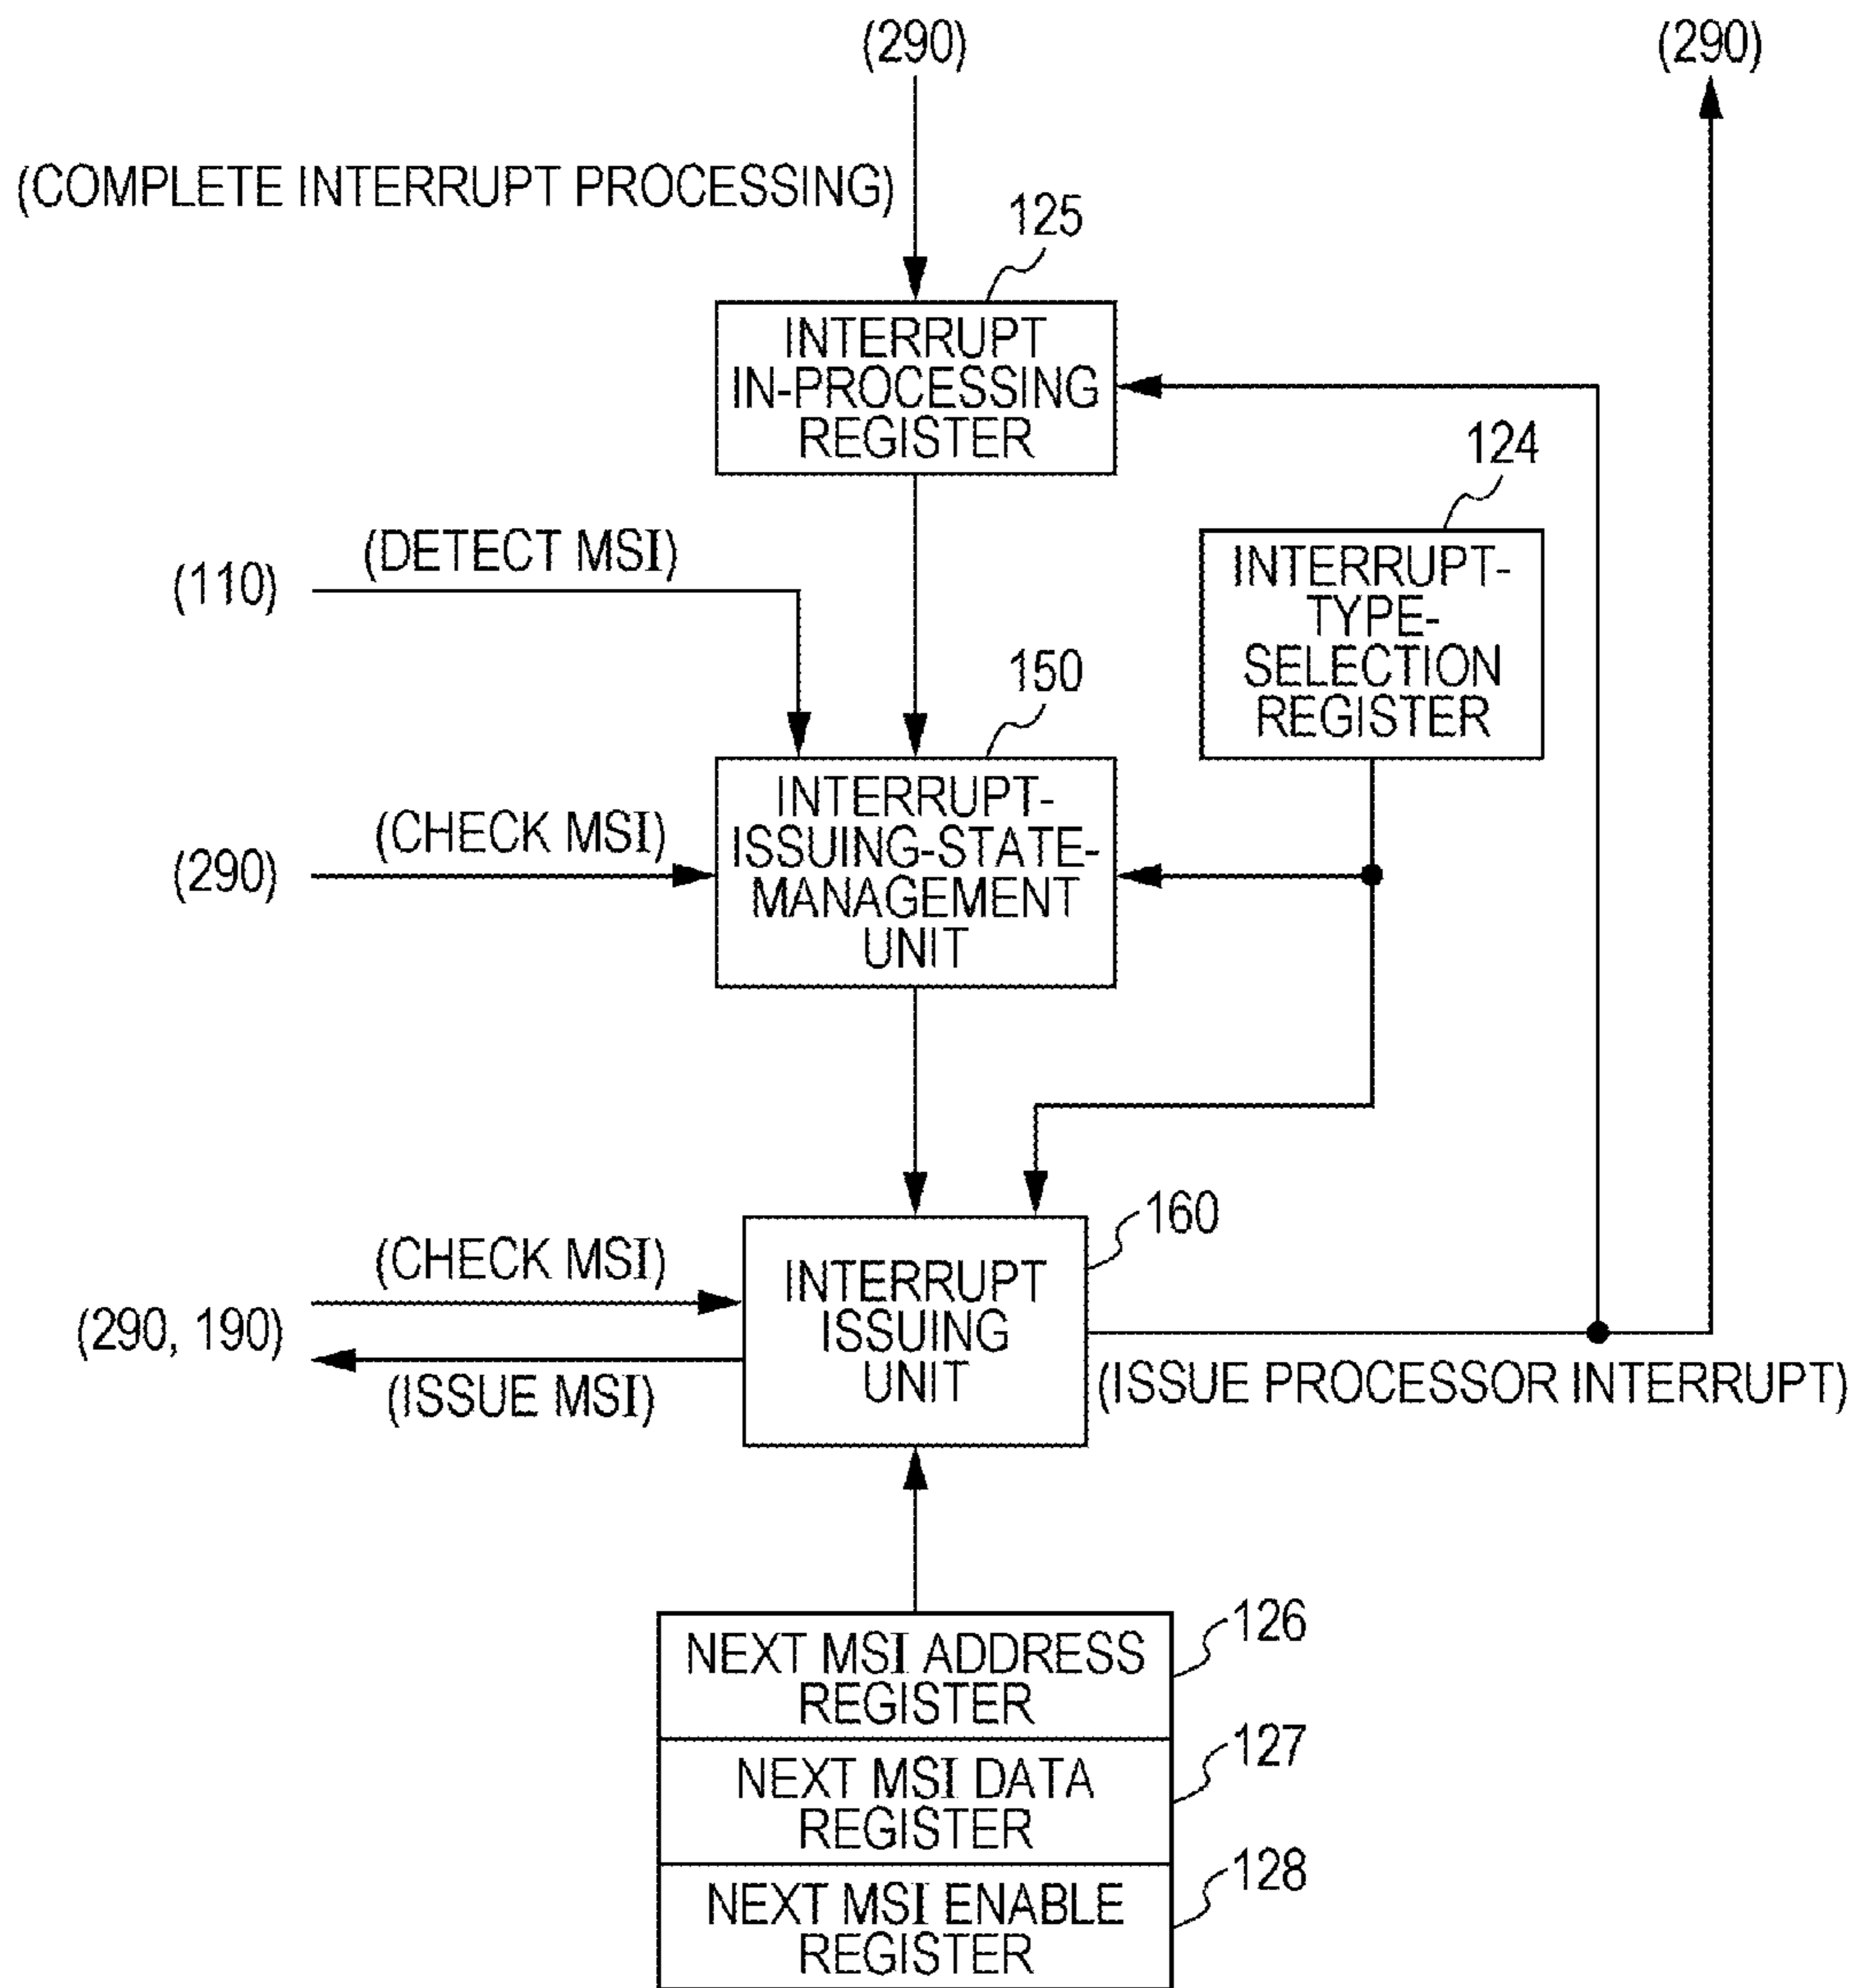 (290)
(290)
(COMPLETE INTERRUPT PROCESSING)
125
INTERRUPT
IN-PROCESSING
REGISTER
124
(DETECT MSI)
(110)
INTERRUPT-
TYPE-
SELECTION
REGISTER
150
(CHECK MSI)
(290)
INTERRUPT-
ISSUING-STATE-
MANAGEMENT
UNIT
160
(CHECK MSI)
(290, 190)
(ISSUE MSI)
INTERRUPT
ISSUING
UNIT
(ISSUE PROCESSOR INTERRUPT)
126
NEXT MSI ADDRESS
REGISTER
127
NEXT MSI DATA
REGISTER
128
NEXT MSI ENABLE
REGISTER